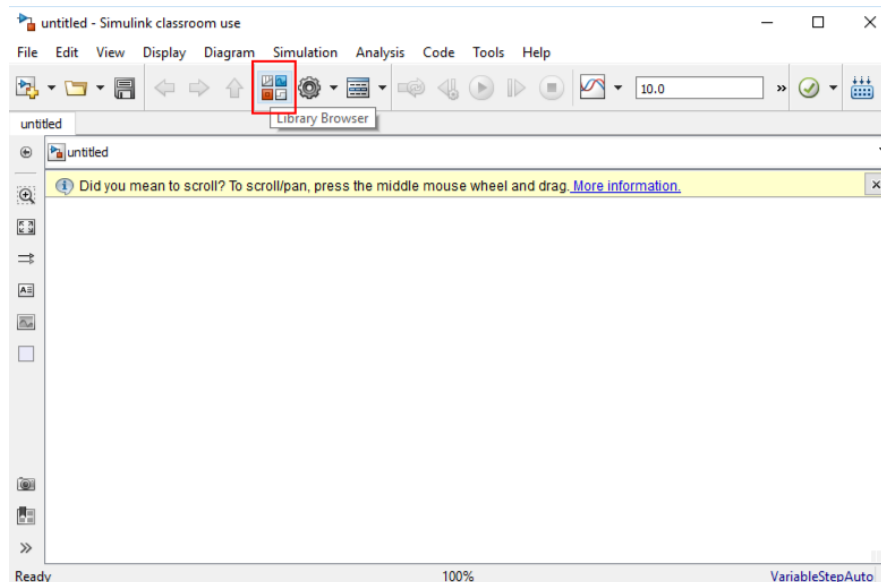 untitled - Simulink classroom use
File Edit View Display Diagram Simulation Analysis Code Tools Help
10.0
Library Browser
untitled
untitled
Did you mean to scroll? To scroll/pan, press the middle mouse wheel and drag. More information.
Ready 100% VariableStepAuto